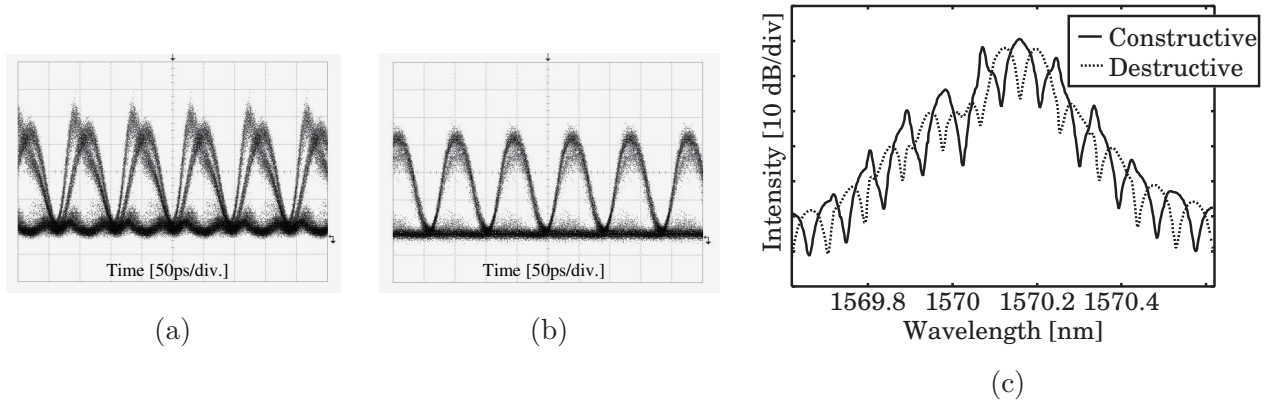 Time [50ps/div.]
(a)
Time [50ps/div.]
(b)
Intensity [10 dB/div]
Constructive
Destructive
1569.8 1570 1570.2 1570.4
Wavelength [nm]
(c)